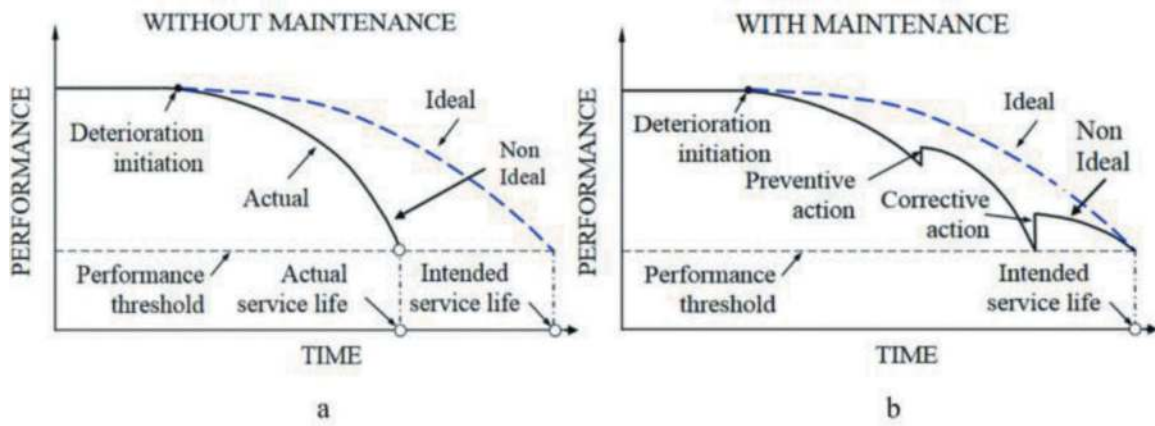 WITHOUT MAINTENANCE
PERFORMANCE
Deterioration
initiation
Ideal
Actual
Non
Ideal
Performance
threshold
Actual
service life
Intended
service life
TIME
a
WITH MAINTENANCE
PERFORMANCE
Deterioration
initiation
Ideal
Non
Ideal
Preventive
action
Corrective
action
Performance
threshold
Intended
service life
TIME
b